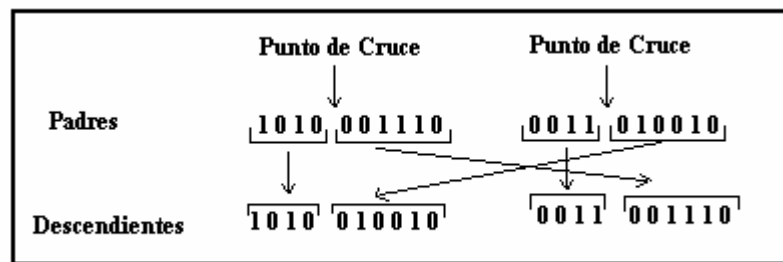 Punto de Cruce Punto de Cruce
Padres 1010 001110 0011 010010
Descendientes 1010 010010 0011 001110